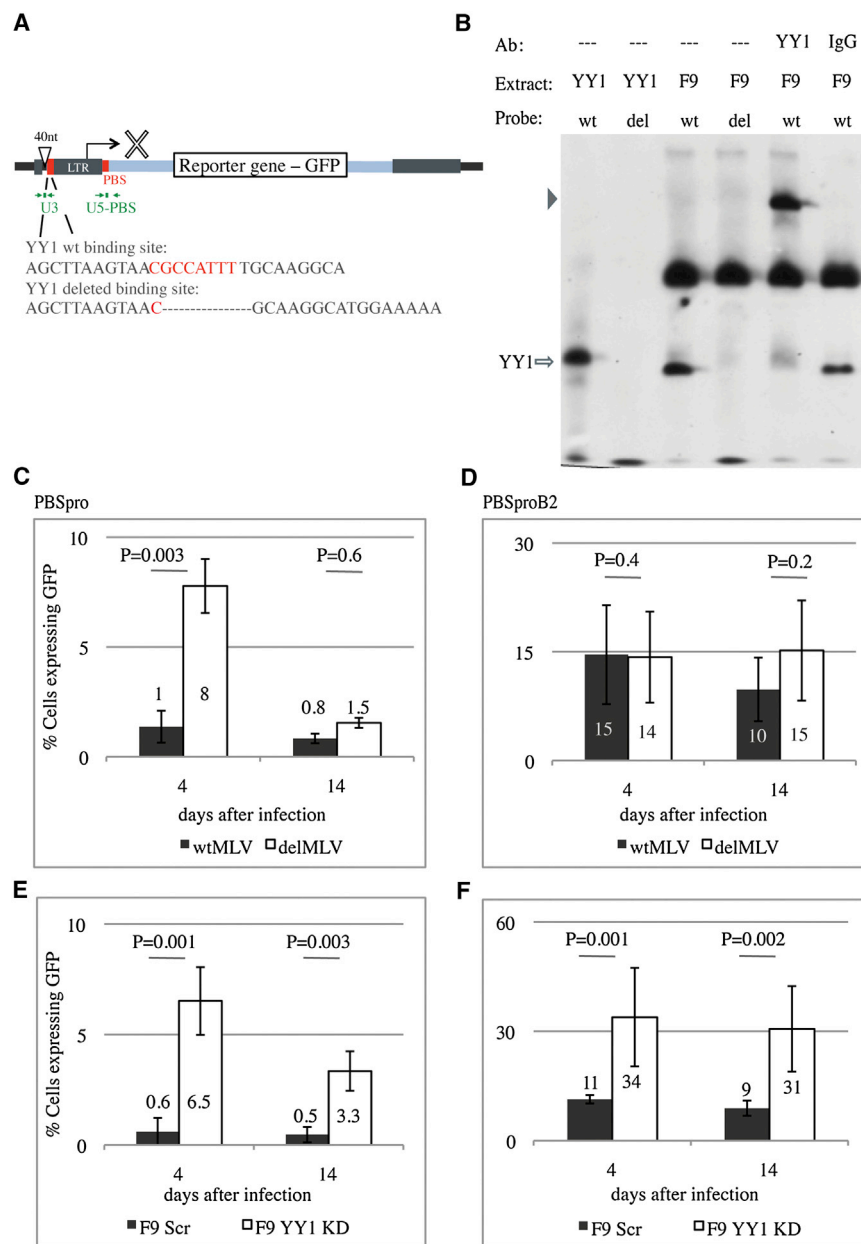 A
40nt
LTR
PBS
Reporter gene – GFP
U3
U5-PBS
YY1 wt binding site:
AGCTTAAGTAACGCCATTTTGCAAGGCA
YY1 deleted binding site:
AGCTTAAGTAAC----------------GCAAGGCATGGAAAAA
B
Ab: --- --- --- --- YY1 IgG
Extract: YY1 YY1 F9 F9 F9 F9
Probe: wt del wt del wt wt
YY1
C
PBSpro
10
5
0
% Cells expressing GFP
P=0.003
P=0.6
1
8
0.8
1.5
4
14
days after infection
wtMLV
delMLV
D
PBSproB2
30
15
0
P=0.4
P=0.2
15
14
10
15
4
14
days after infection
wtMLV
delMLV
E
10
5
0
% Cells expressing GFP
P=0.001
P=0.003
0.6
6.5
0.5
3.3
4
14
days after infection
F9 Scr
F9 YY1 KD
F
60
30
0
P=0.001
P=0.002
11
34
9
31
4
14
days after infection
F9 Scr
F9 YY1 KD